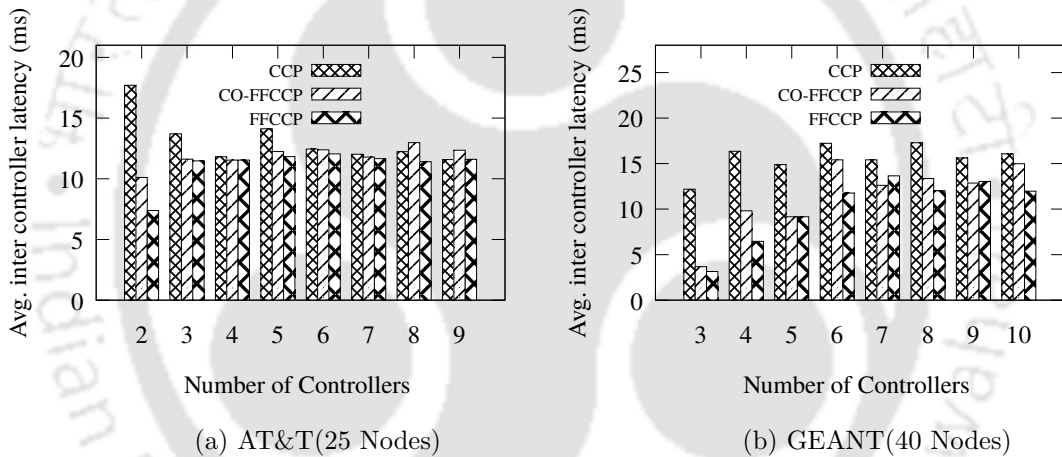 Avg. inter controller latency (ms)
20
15
10
5
0
CCP
CO-FFCCP
FFCCP
2 3 4 5 6 7 8 9
Number of Controllers
(a) AT&T(25 Nodes)
Avg. inter controller latency (ms)
25
20
15
10
5
0
CCP
CO-FFCCP
FFCCP
3 4 5 6 7 8 9 10
Number of Controllers
(b) GEANT(40 Nodes)
Indian